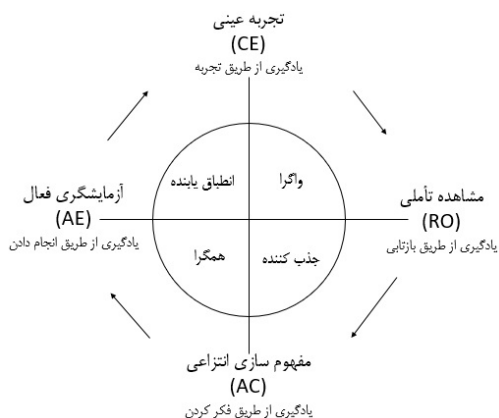 تجربه عینی
(CE)
یادگیری از طریق تجربه
واگرا
انطباق یابنده
مشاهده تأملی
(RO)
یادگیری از طریق بازتابی
آزمایشگری فعال
(AE)
یادگیری از طریق انجام دادن
جذب کننده
همگرا
مفهوم سازی انتزاعی
(AC)
یادگیری از طریق فکر کردن